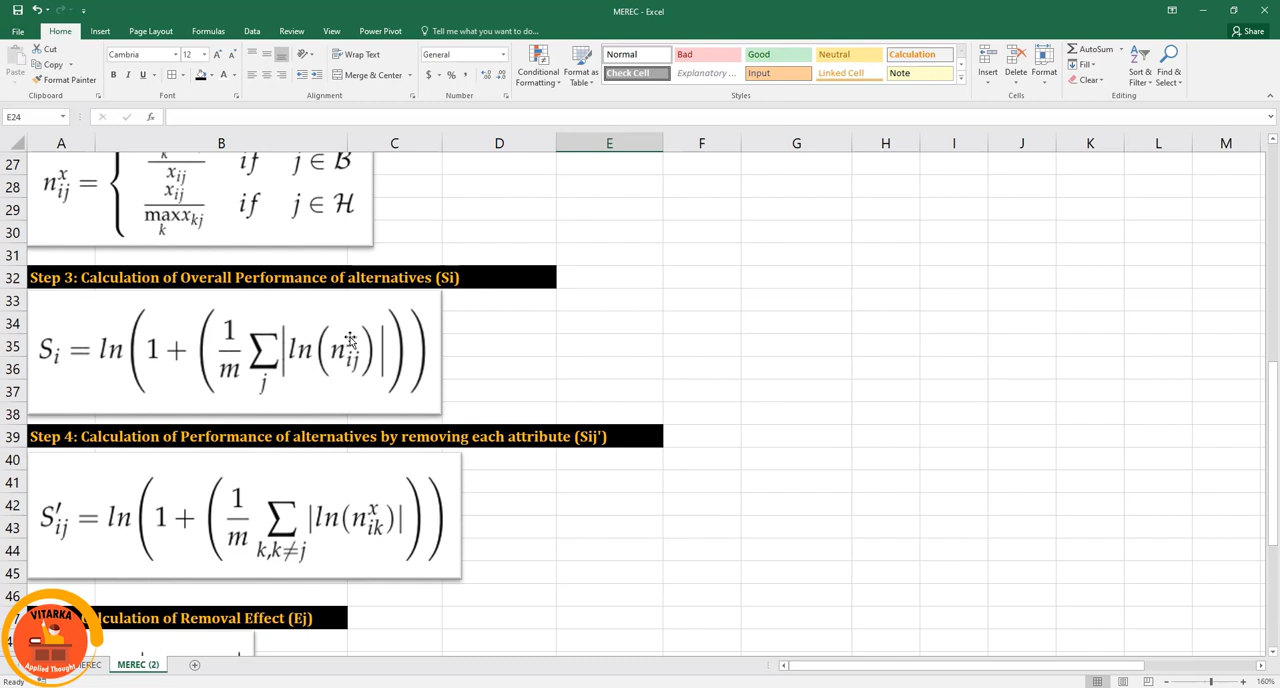 MEREC - Excel
File Home Insert Page Layout Formulas Data Review View Power Pivot Tell me what you want to do... Share
Paste Cut Copy Format Painter Clipboard
Cambria 12 A A B I U A Font
Wrap Text Merge & Center Alignment
General $ % , Number
Conditional Formatting Format as Table Normal Bad Good Neutral Calculation
Check Cell Explanatory ... Input Linked Cell Note Styles
Insert Delete Format Cells
AutoSum Fill Clear Sort & Filter Find & Select Editing
E24 fx
A B C D E F G H I J K L M
27 k/x_ij if j ∈ B
28 n^x_ij = {
29 x_ij / max_k x_kj if j ∈ H
30
31
32 Step 3: Calculation of Overall Performance of alternatives (Si)
33
34
35 S_i = ln(1 + (1/m ∑_j |ln(n^x_ij)|))
36
37
38
39 Step 4: Calculation of Performance of alternatives by removing each attribute (Sij')
40
41
42
43 S′_ij = ln(1 + (1/m ∑_{k,k≠j} |ln(n^x_ik)|))
44
45
46
7 lculation of Removal Effect (Ej)
VITARKA
Applied Thought
MEREC MEREC (2)
Ready 160%